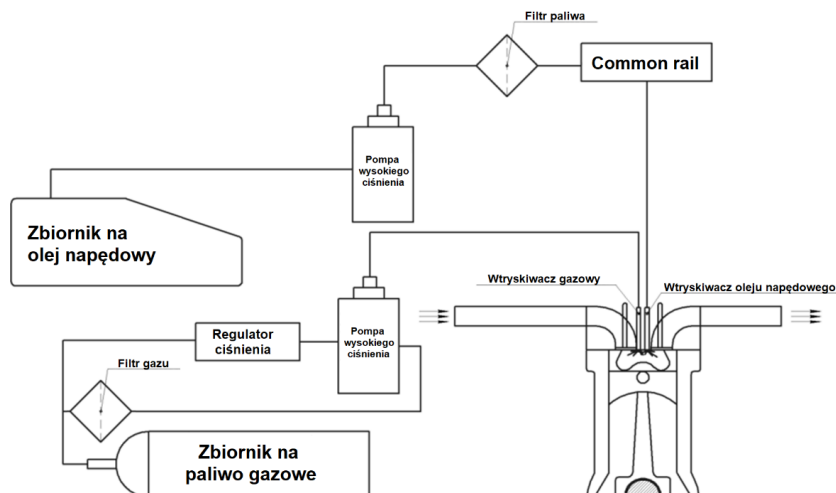 Filtr paliwa
Common rail
Pompa
wysokiego
ciśnienia
Zbiornik na
olej napędowy
Wtryskiwacz gazowy
Wtryskiwacz oleju napędowego
Regulator
ciśnienia
Pompa
wysokiego
ciśnienia
Filtr gazu
Zbiornik na
paliwo gazowe